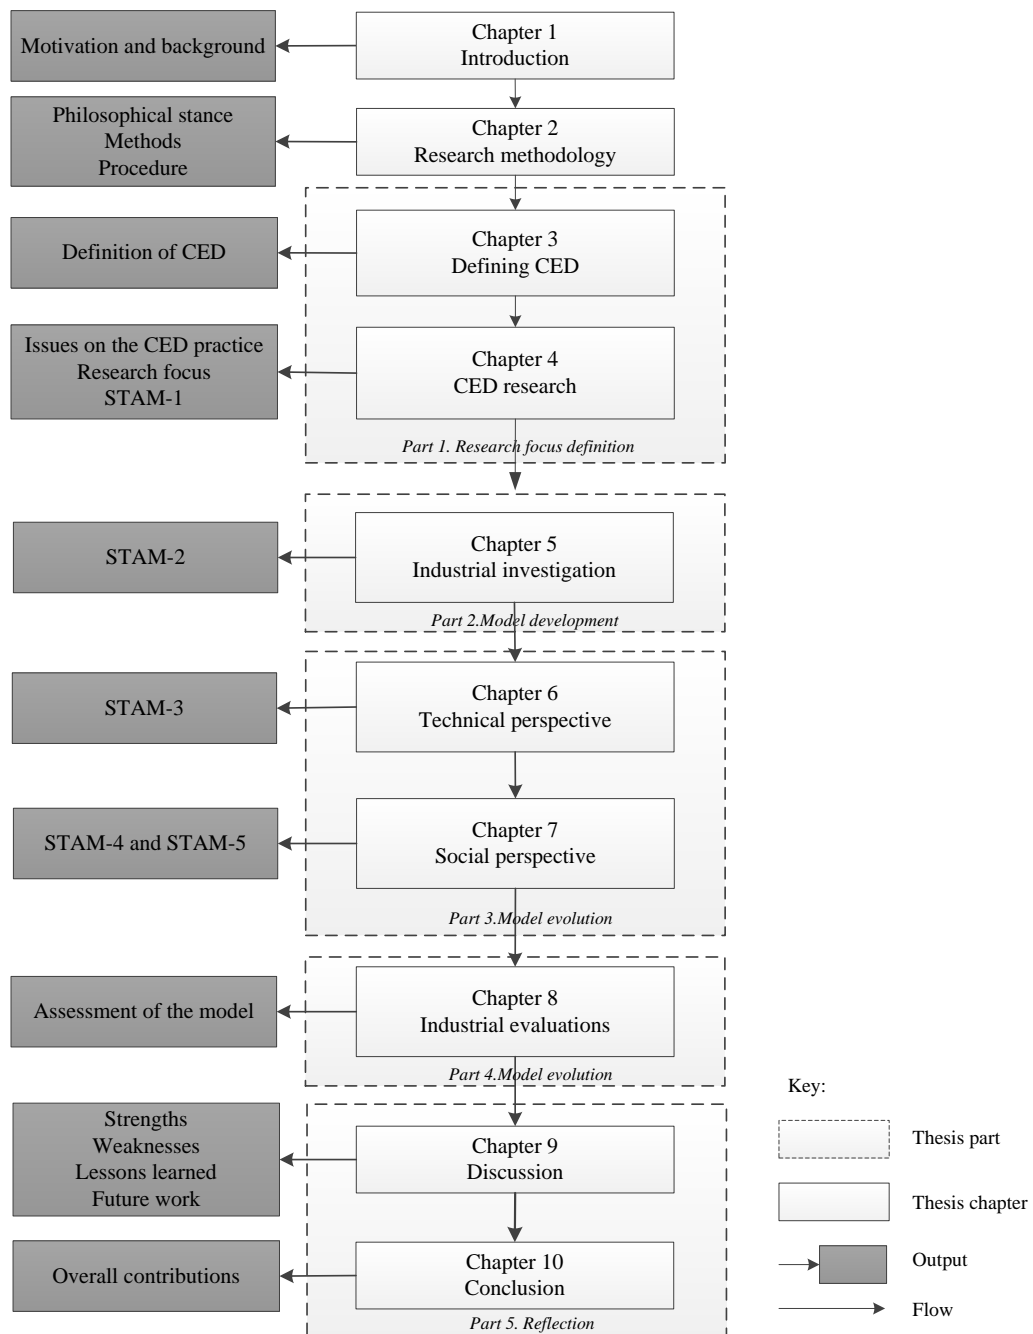 Motivation and background
Chapter 1
Introduction
Philosophical stance
Methods
Procedure
Chapter 2
Research methodology
Definition of CED
Chapter 3
Defining CED
Issues on the CED practice
Research focus
STAM-1
Chapter 4
CED research
Part 1. Research focus definition
STAM-2
Chapter 5
Industrial investigation
Part 2.Model development
STAM-3
Chapter 6
Technical perspective
STAM-4 and STAM-5
Chapter 7
Social perspective
Part 3.Model evolution
Assessment of the model
Chapter 8
Industrial evaluations
Part 4.Model evolution
Strengths
Weaknesses
Lessons learned
Future work
Chapter 9
Discussion
Overall contributions
Chapter 10
Conclusion
Part 5. Reflection
Key:
Thesis part
Thesis chapter
Output
Flow